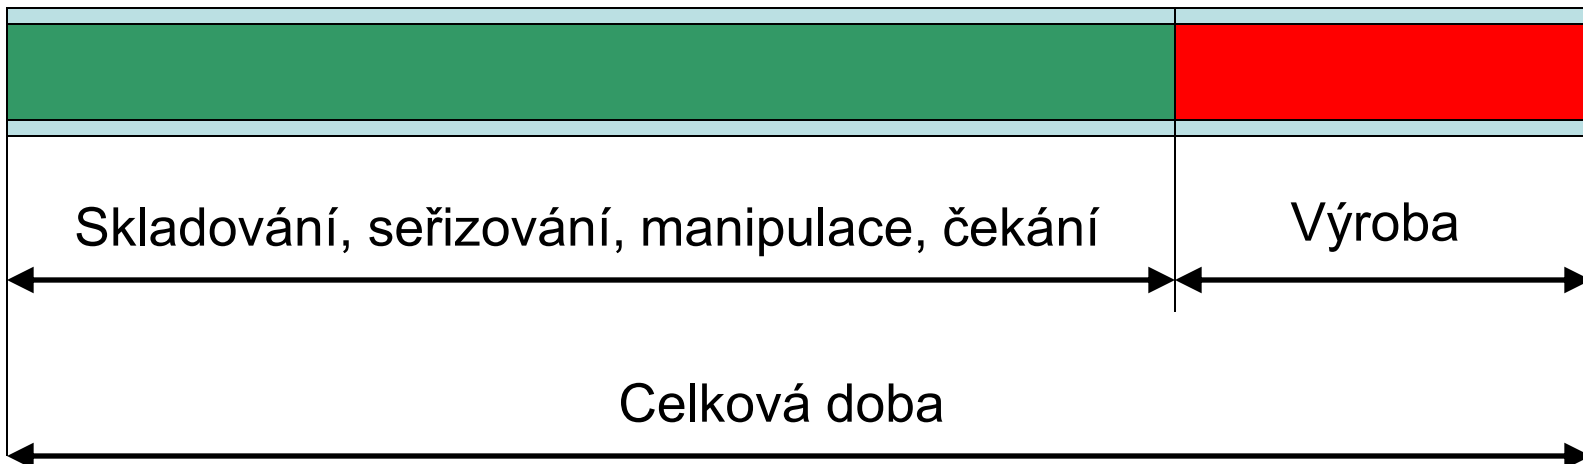 Skladování, seřizování, manipulace, čekání
Výroba
Celková doba